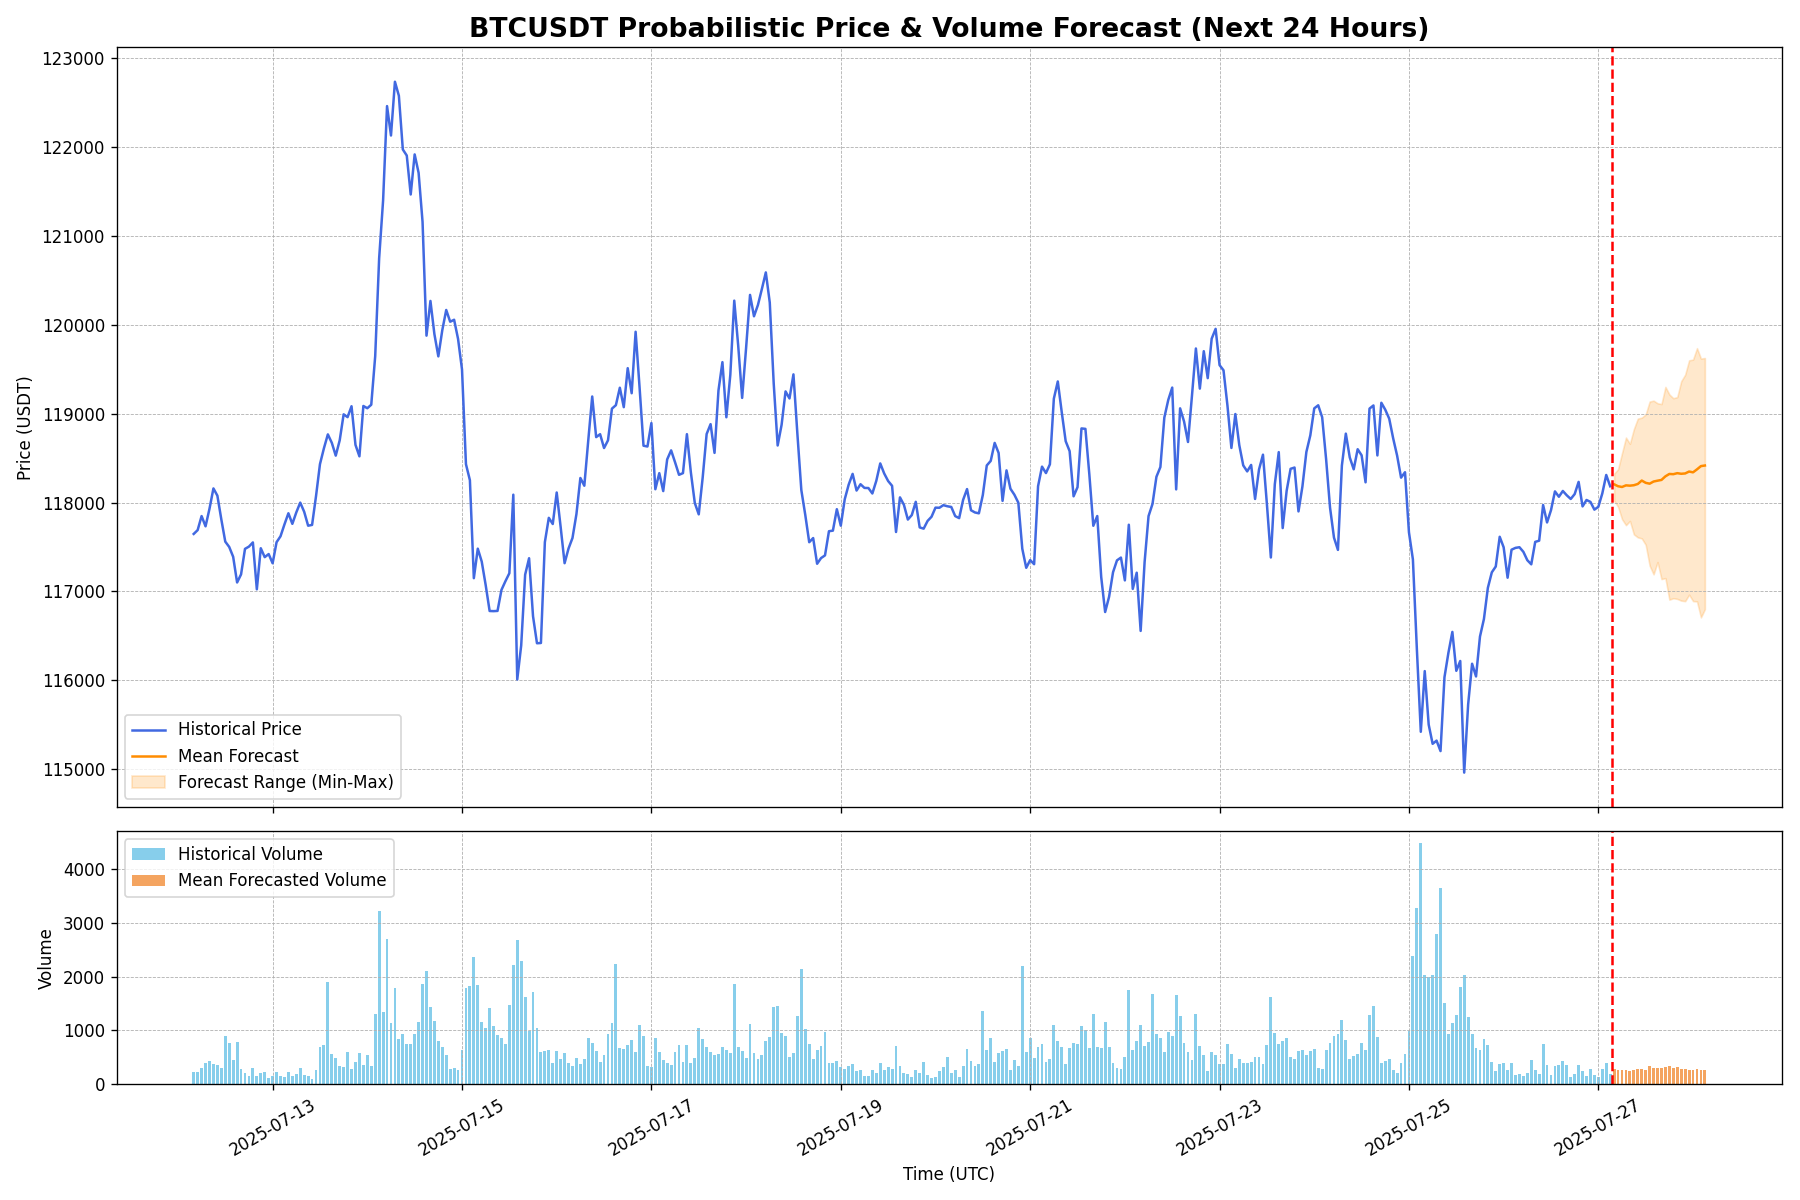 BTCUSDT Probabilistic Price & Volume Forecast (Next 24 Hours)
123000
122000
121000
120000
119000
118000
117000
116000
115000
Price (USDT)
Historical Price
Mean Forecast
Forecast Range (Min-Max)
Historical Volume
Mean Forecasted Volume
4000
3000
2000
1000
0
Volume
2025-07-13
2025-07-15
2025-07-17
2025-07-19
2025-07-21
2025-07-23
2025-07-25
2025-07-27
Time (UTC)